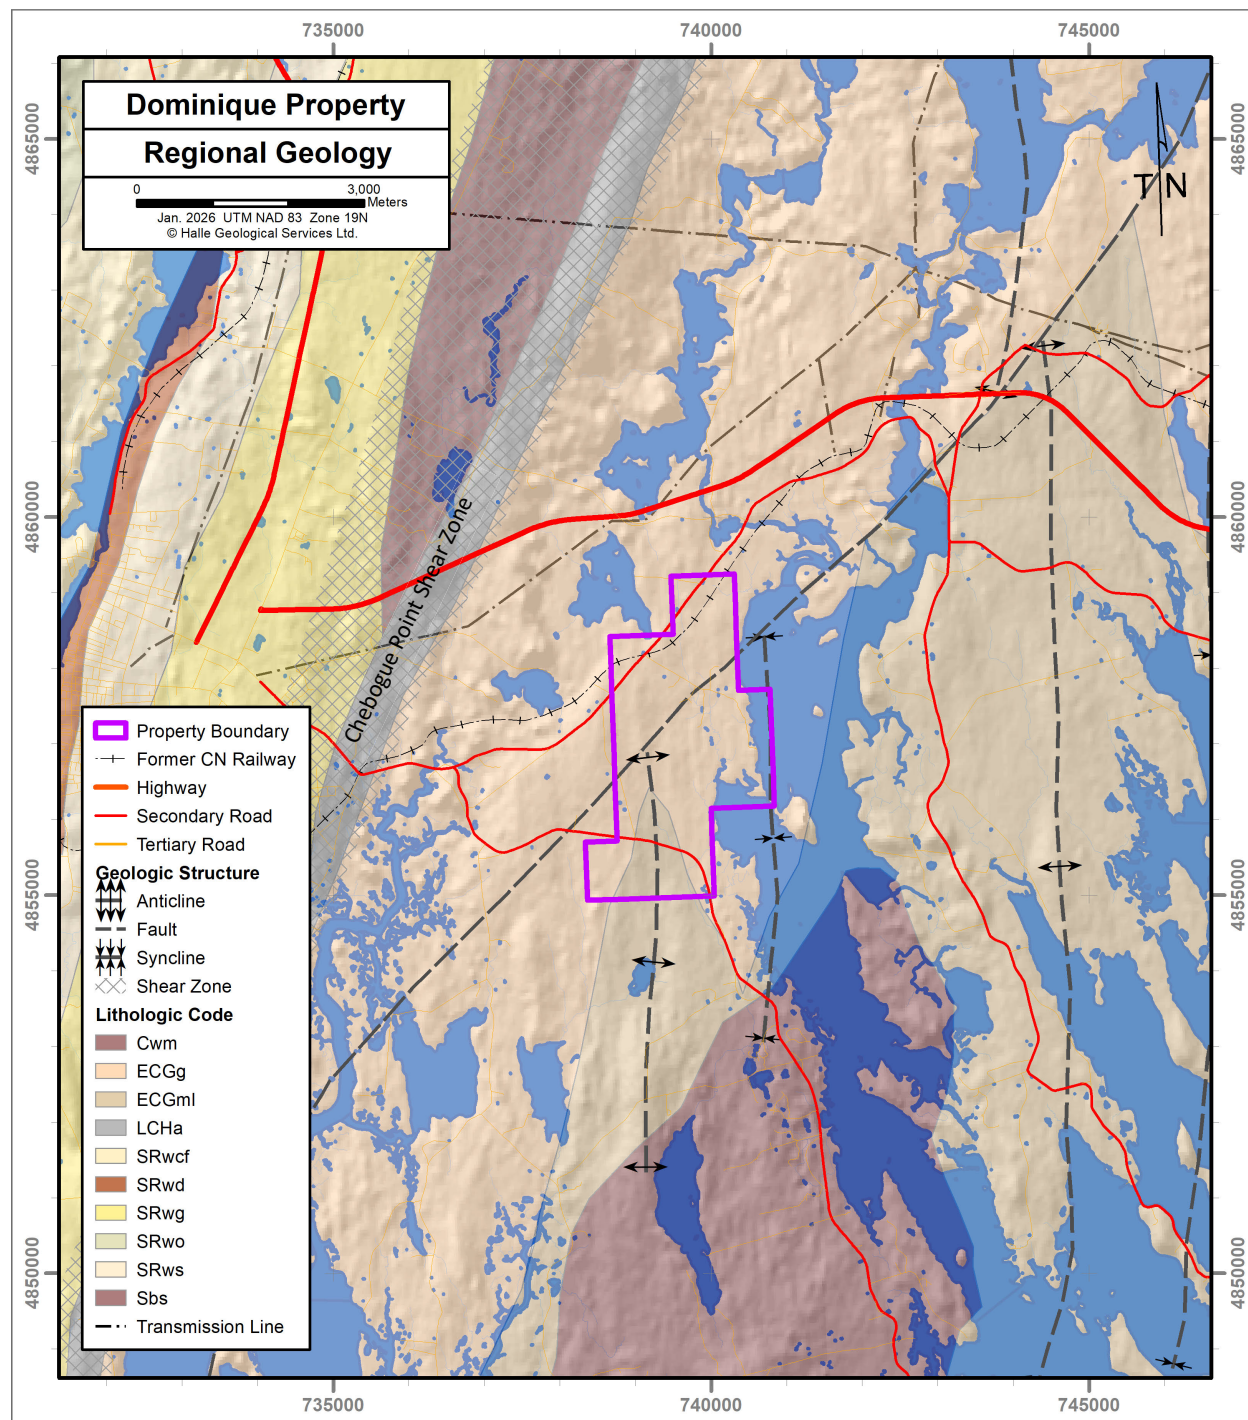 735000 740000 745000
Dominique Property
Regional Geology
0 3,000
Meters
Jan. 2026 UTM NAD 83 Zone 19N
© Halle Geological Services Ltd.
T N
4865000 4865000
4860000 4860000
Chebogue Point Shear Zone
Property Boundary
Former CN Railway
Highway
Secondary Road
Tertiary Road
Geologic Structure
Anticline
Fault
Syncline
Shear Zone
Lithologic Code
Cwm
ECGg
ECGml
LCHa
SRwcf
SRwd
SRwg
SRwo
SRws
Sbs
Transmission Line
4855000 4855000
4850000 4850000
735000 740000 745000